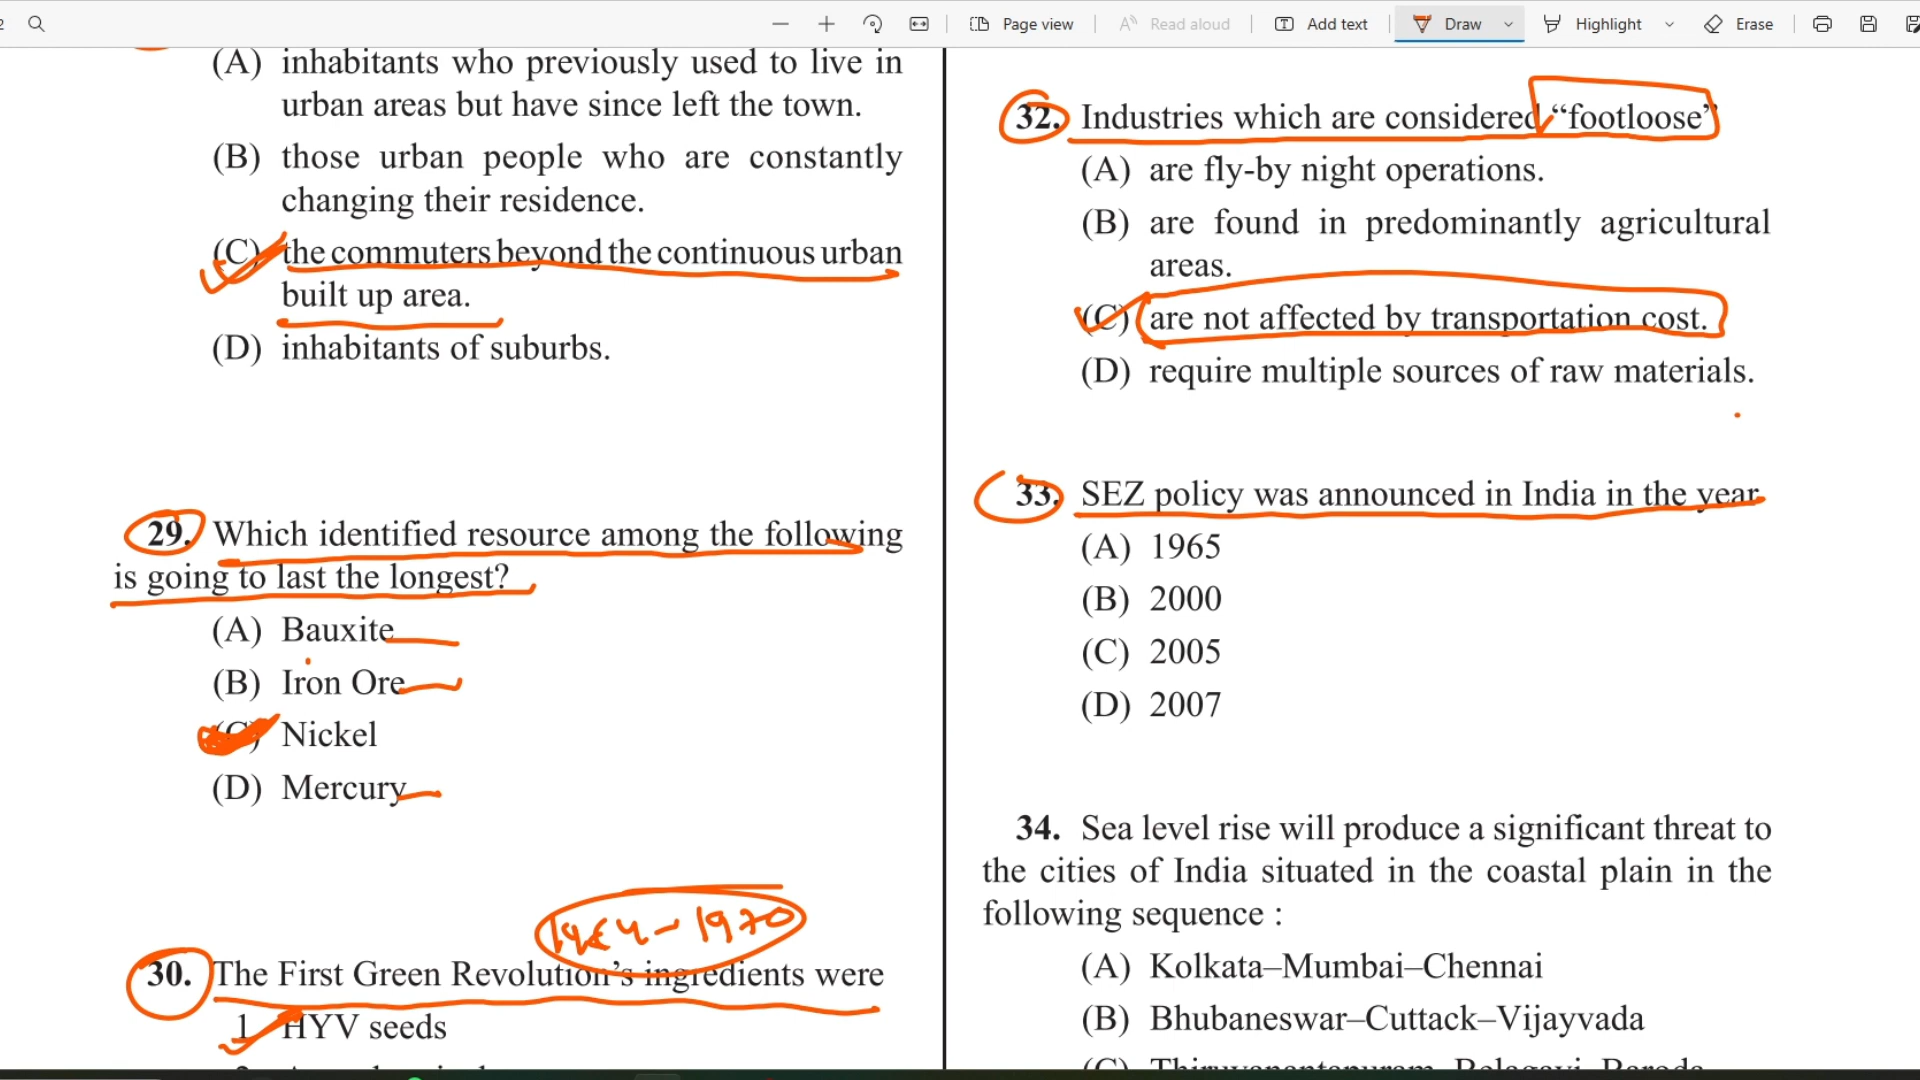 2
Page view
Read aloud
Add text
Draw
Highlight
Erase
(A) inhabitants who previously used to live in
urban areas but have since left the town.
(B) those urban people who are constantly
changing their residence.
(C) the commuters beyond the continuous urban
built up area.
(D) inhabitants of suburbs.
29. Which identified resource among the following
is going to last the longest?
(A) Bauxite
(B) Iron Ore
(C) Nickel
(D) Mercury
1964 - 1970
30. The First Green Revolution's ingredients were
1 HYV seeds
32. Industries which are considered “footloose”
(A) are fly-by night operations.
(B) are found in predominantly agricultural
areas.
(C) are not affected by transportation cost.
(D) require multiple sources of raw materials.
33. SEZ policy was announced in India in the year
(A) 1965
(B) 2000
(C) 2005
(D) 2007
34. Sea level rise will produce a significant threat to
the cities of India situated in the coastal plain in the
following sequence :
(A) Kolkata–Mumbai–Chennai
(B) Bhubaneswar–Cuttack–Vijayvada